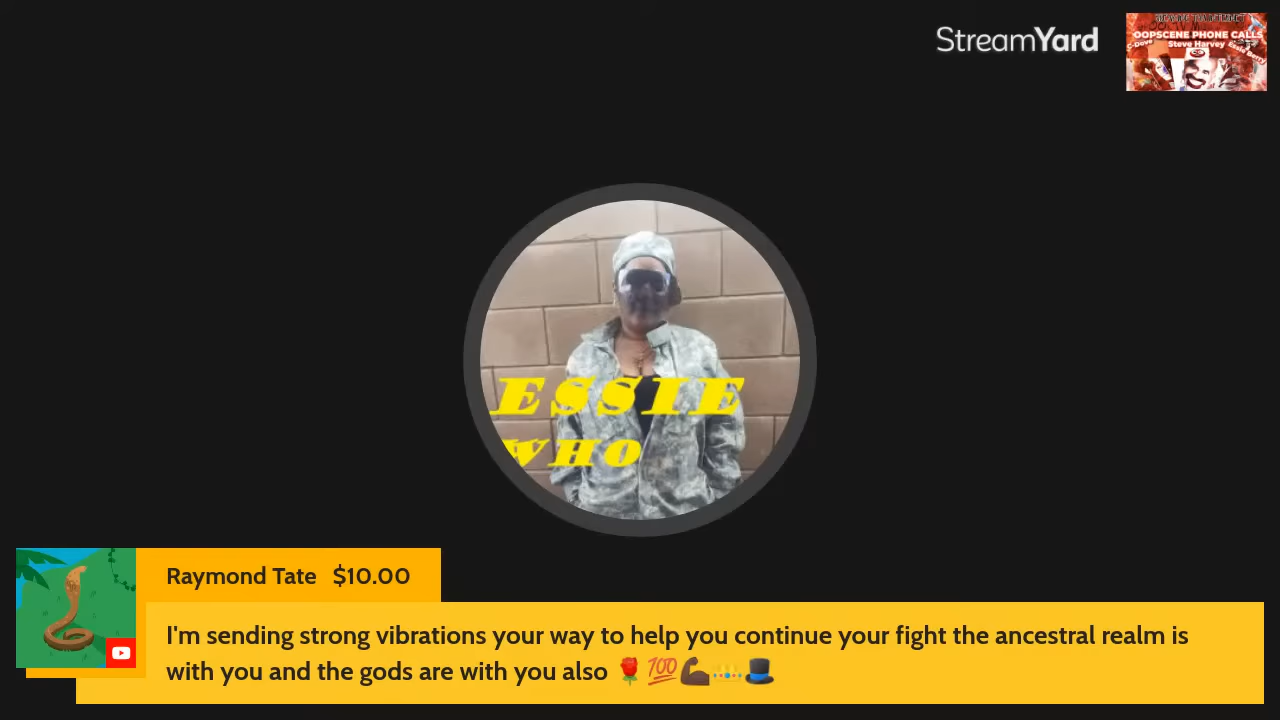 StreamYard
OOPSCENE PHONE CALLS
Steve Harvey
ESSIE
WHO
Raymond Tate $10.00
I'm sending strong vibrations your way to help you continue your fight the ancestral realm is
with you and the gods are with you also 🌹💯💪🏿👑🎩